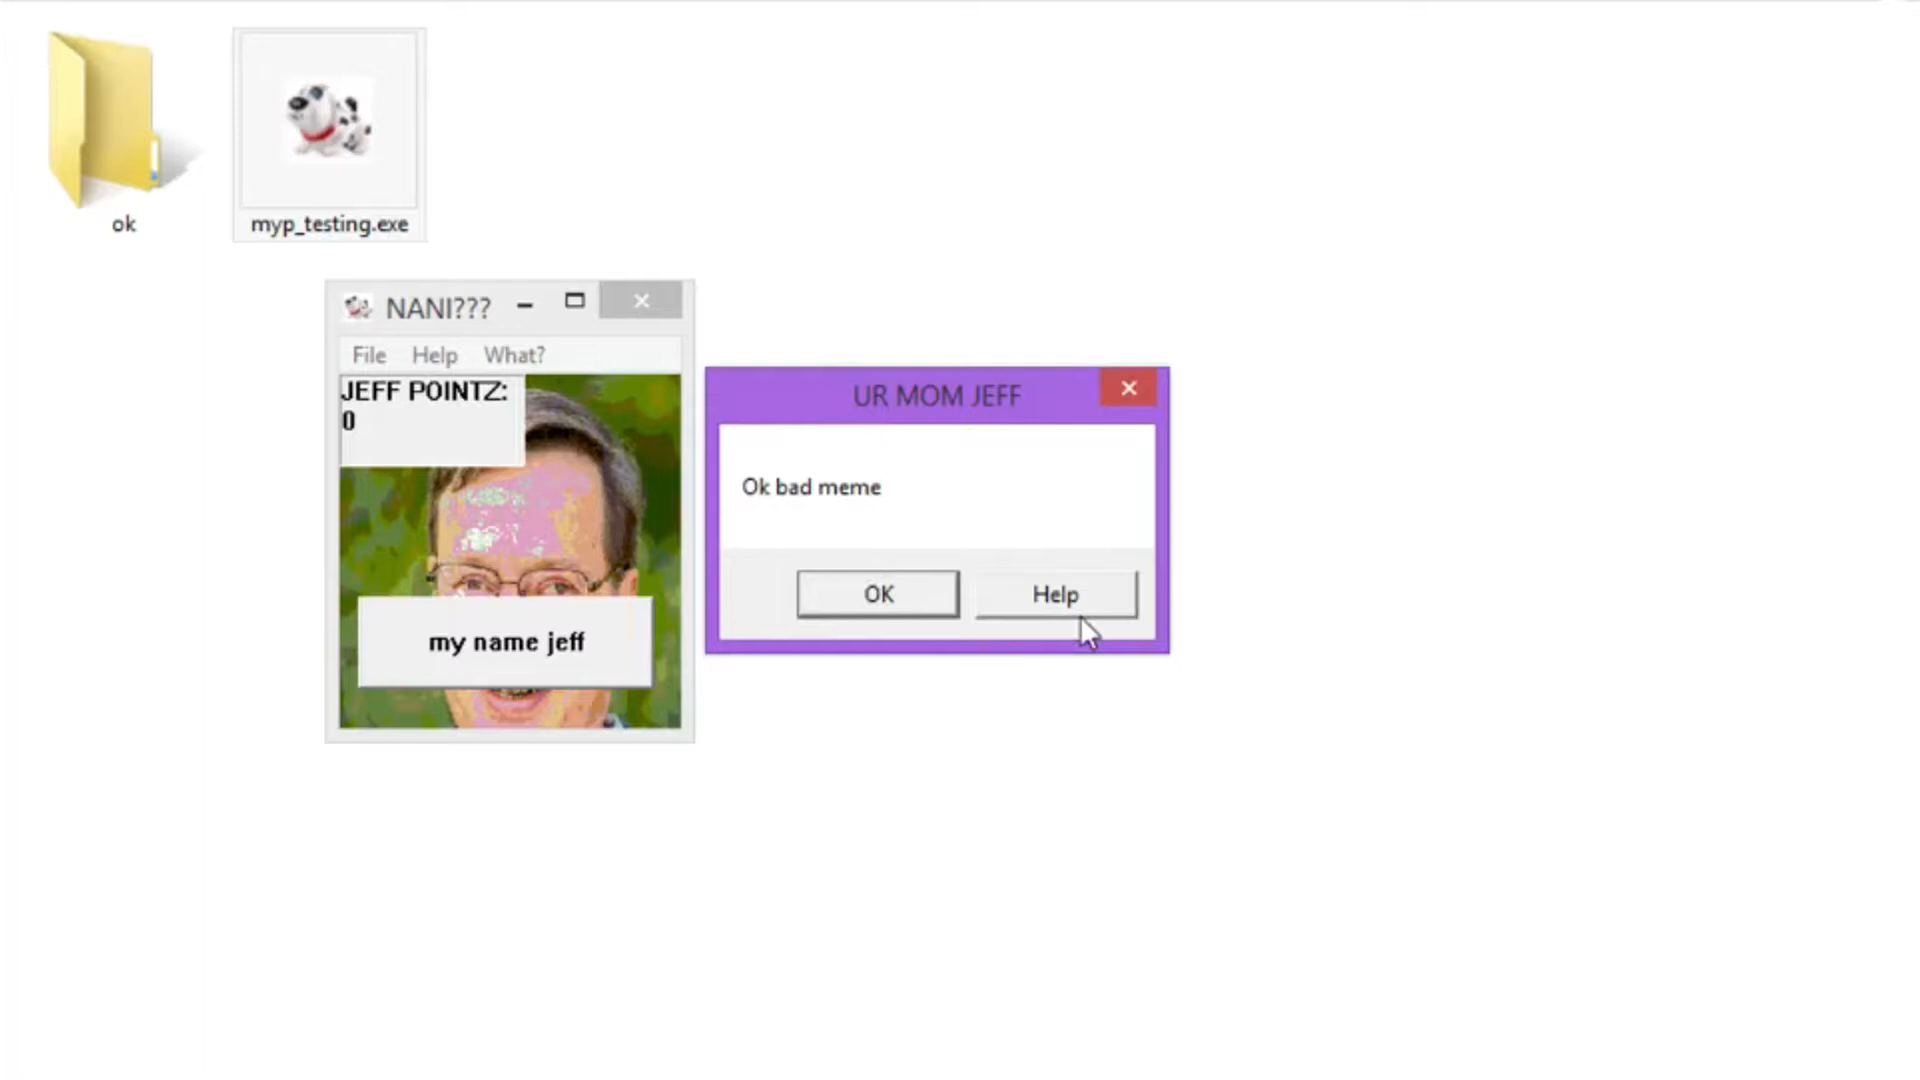 ok
myp_testing.exe
NANI???
File Help What?
JEFF POINTZ:
0
my name jeff
UR MOM JEFF
Ok bad meme
OK
Help